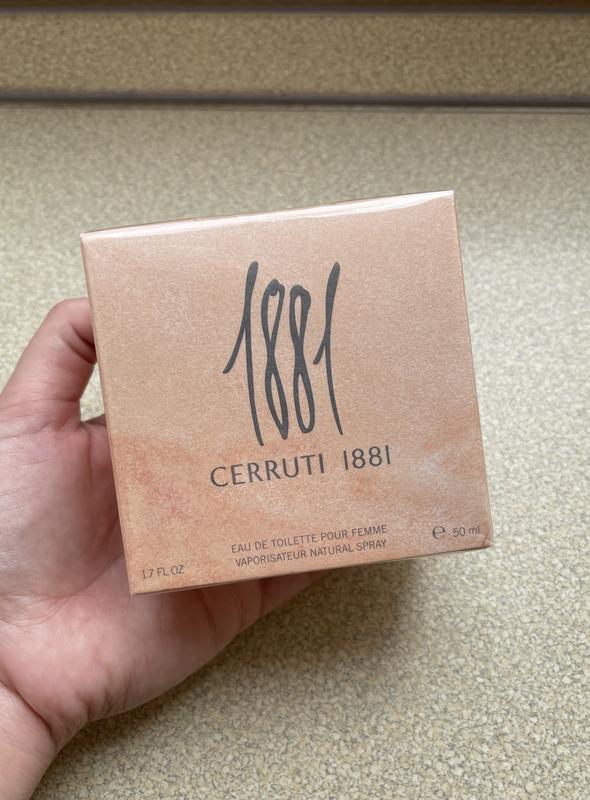 1881
CERRUTI 1881
EAU DE TOILETTE POUR FEMME
VAPORISATEUR NATURAL SPRAY
1.7 FL OZ
℮ 50 ml